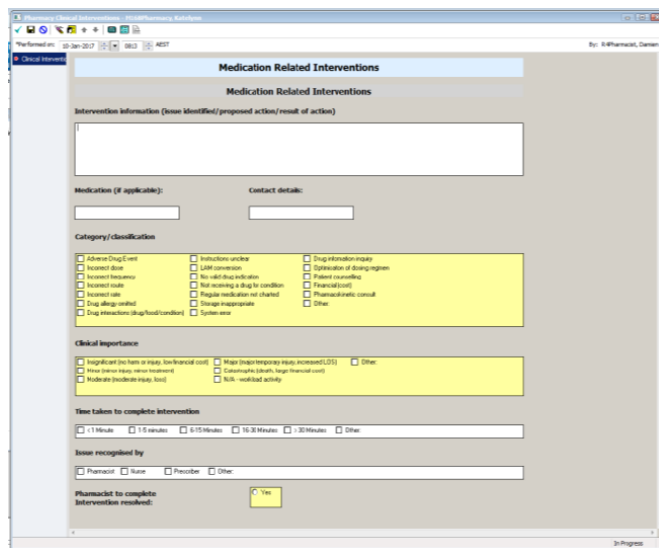 Pharmacy Clinical Interventions - PCG6Pharmacy, Katelynn
*Performed on: 10-Jan-2017 0813 AEST By: R-4Pharmacist, Damien
Clinical Interventio
Medication Related Interventions
Medication Related Interventions
Intervention information (issue identified/proposed action/result of action)
Medication (if applicable): Contact details:
Category/classification
Adverse Drug Event Instructions unclear Drug information inquiry
Incorrect dose LAM conversion Optimisation of dosing regimen
Incorrect frequency No valid drug indication Patient counselling
Incorrect route Not receiving a drug for condition Financial (cost)
Incorrect rate Regular medication not charted Pharmacokinetic consult
Drug allergy omitted Storage inappropriate Other:
Drug interactions (drug/food/condition) System error
Clinical importance
Insignificant (no harm or injury, low financial cost) Major (major temporary injury, increased LOS) Other:
Minor (minor injury, minor treatment) Catastrophic (death, large financial cost)
Moderate (moderate injury, loss) N/A - workload activity
Time taken to complete intervention
<1 Minute 1-5 minutes 6-15 Minutes 16-30 Minutes >30 Minutes Other:
Issue recognised by
Pharmacist Nurse Prescriber Other:
Pharmacist to complete Yes
Intervention resolved:
In Progress